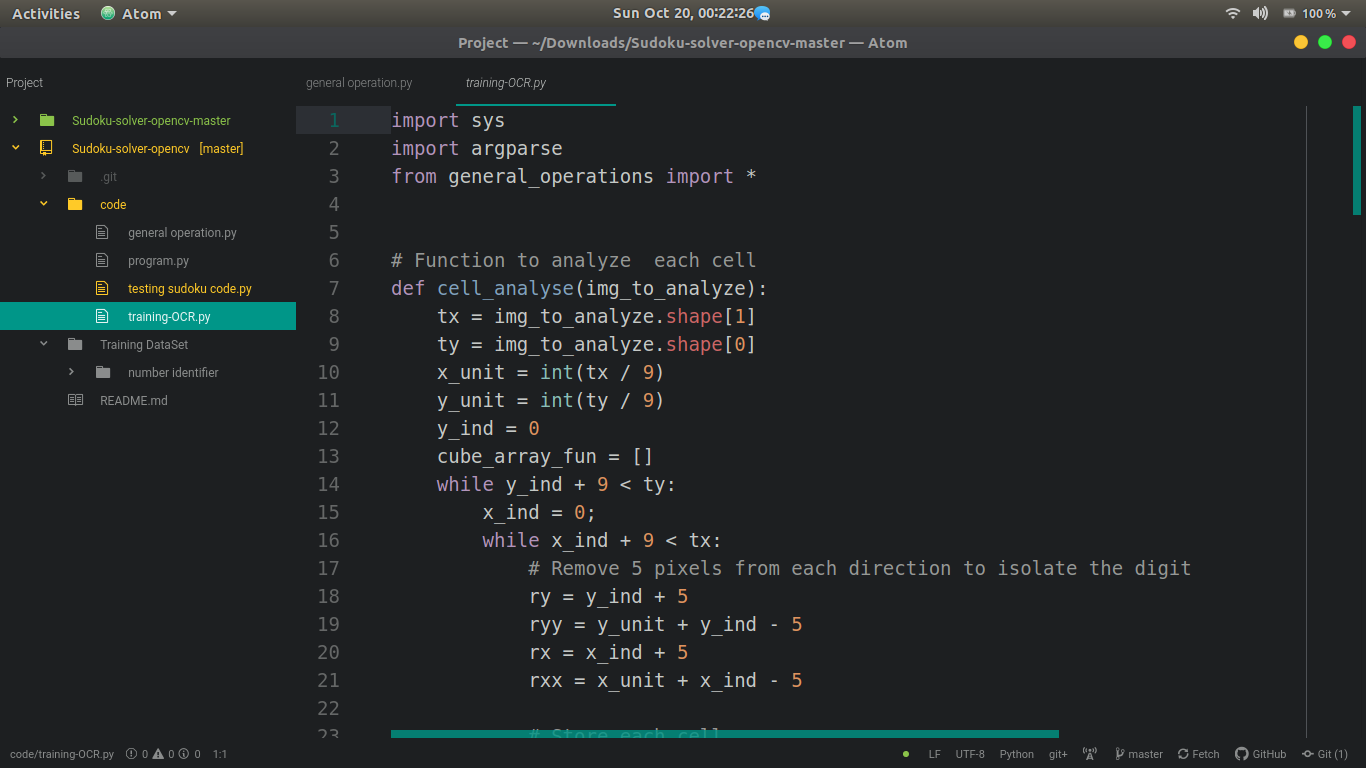 Activities Atom Sun Oct 20, 00:22:26 100 %
Project — ~/Downloads/Sudoku-solver-opencv-master — Atom
Project
general operation.py training-OCR.py
Sudoku-solver-opencv-master
Sudoku-solver-opencv [master]
.git
code
general operation.py
program.py
testing sudoku code.py
training-OCR.py
Training DataSet
number identifier
README.md
1 import sys
2 import argparse
3 from general_operations import *
4
5
6 # Function to analyze  each cell
7 def cell_analyse(img_to_analyze):
8     tx = img_to_analyze.shape[1]
9     ty = img_to_analyze.shape[0]
10     x_unit = int(tx / 9)
11     y_unit = int(ty / 9)
12     y_ind = 0
13     cube_array_fun = []
14     while y_ind + 9 < ty:
15         x_ind = 0;
16         while x_ind + 9 < tx:
17             # Remove 5 pixels from each direction to isolate the digit
18             ry = y_ind + 5
19             ryy = y_unit + y_ind - 5
20             rx = x_ind + 5
21             rxx = x_unit + x_ind - 5
22
23             # Store each cell
code/training-OCR.py 0 0 0 1:1 LF UTF-8 Python git+ master Fetch GitHub Git (1)